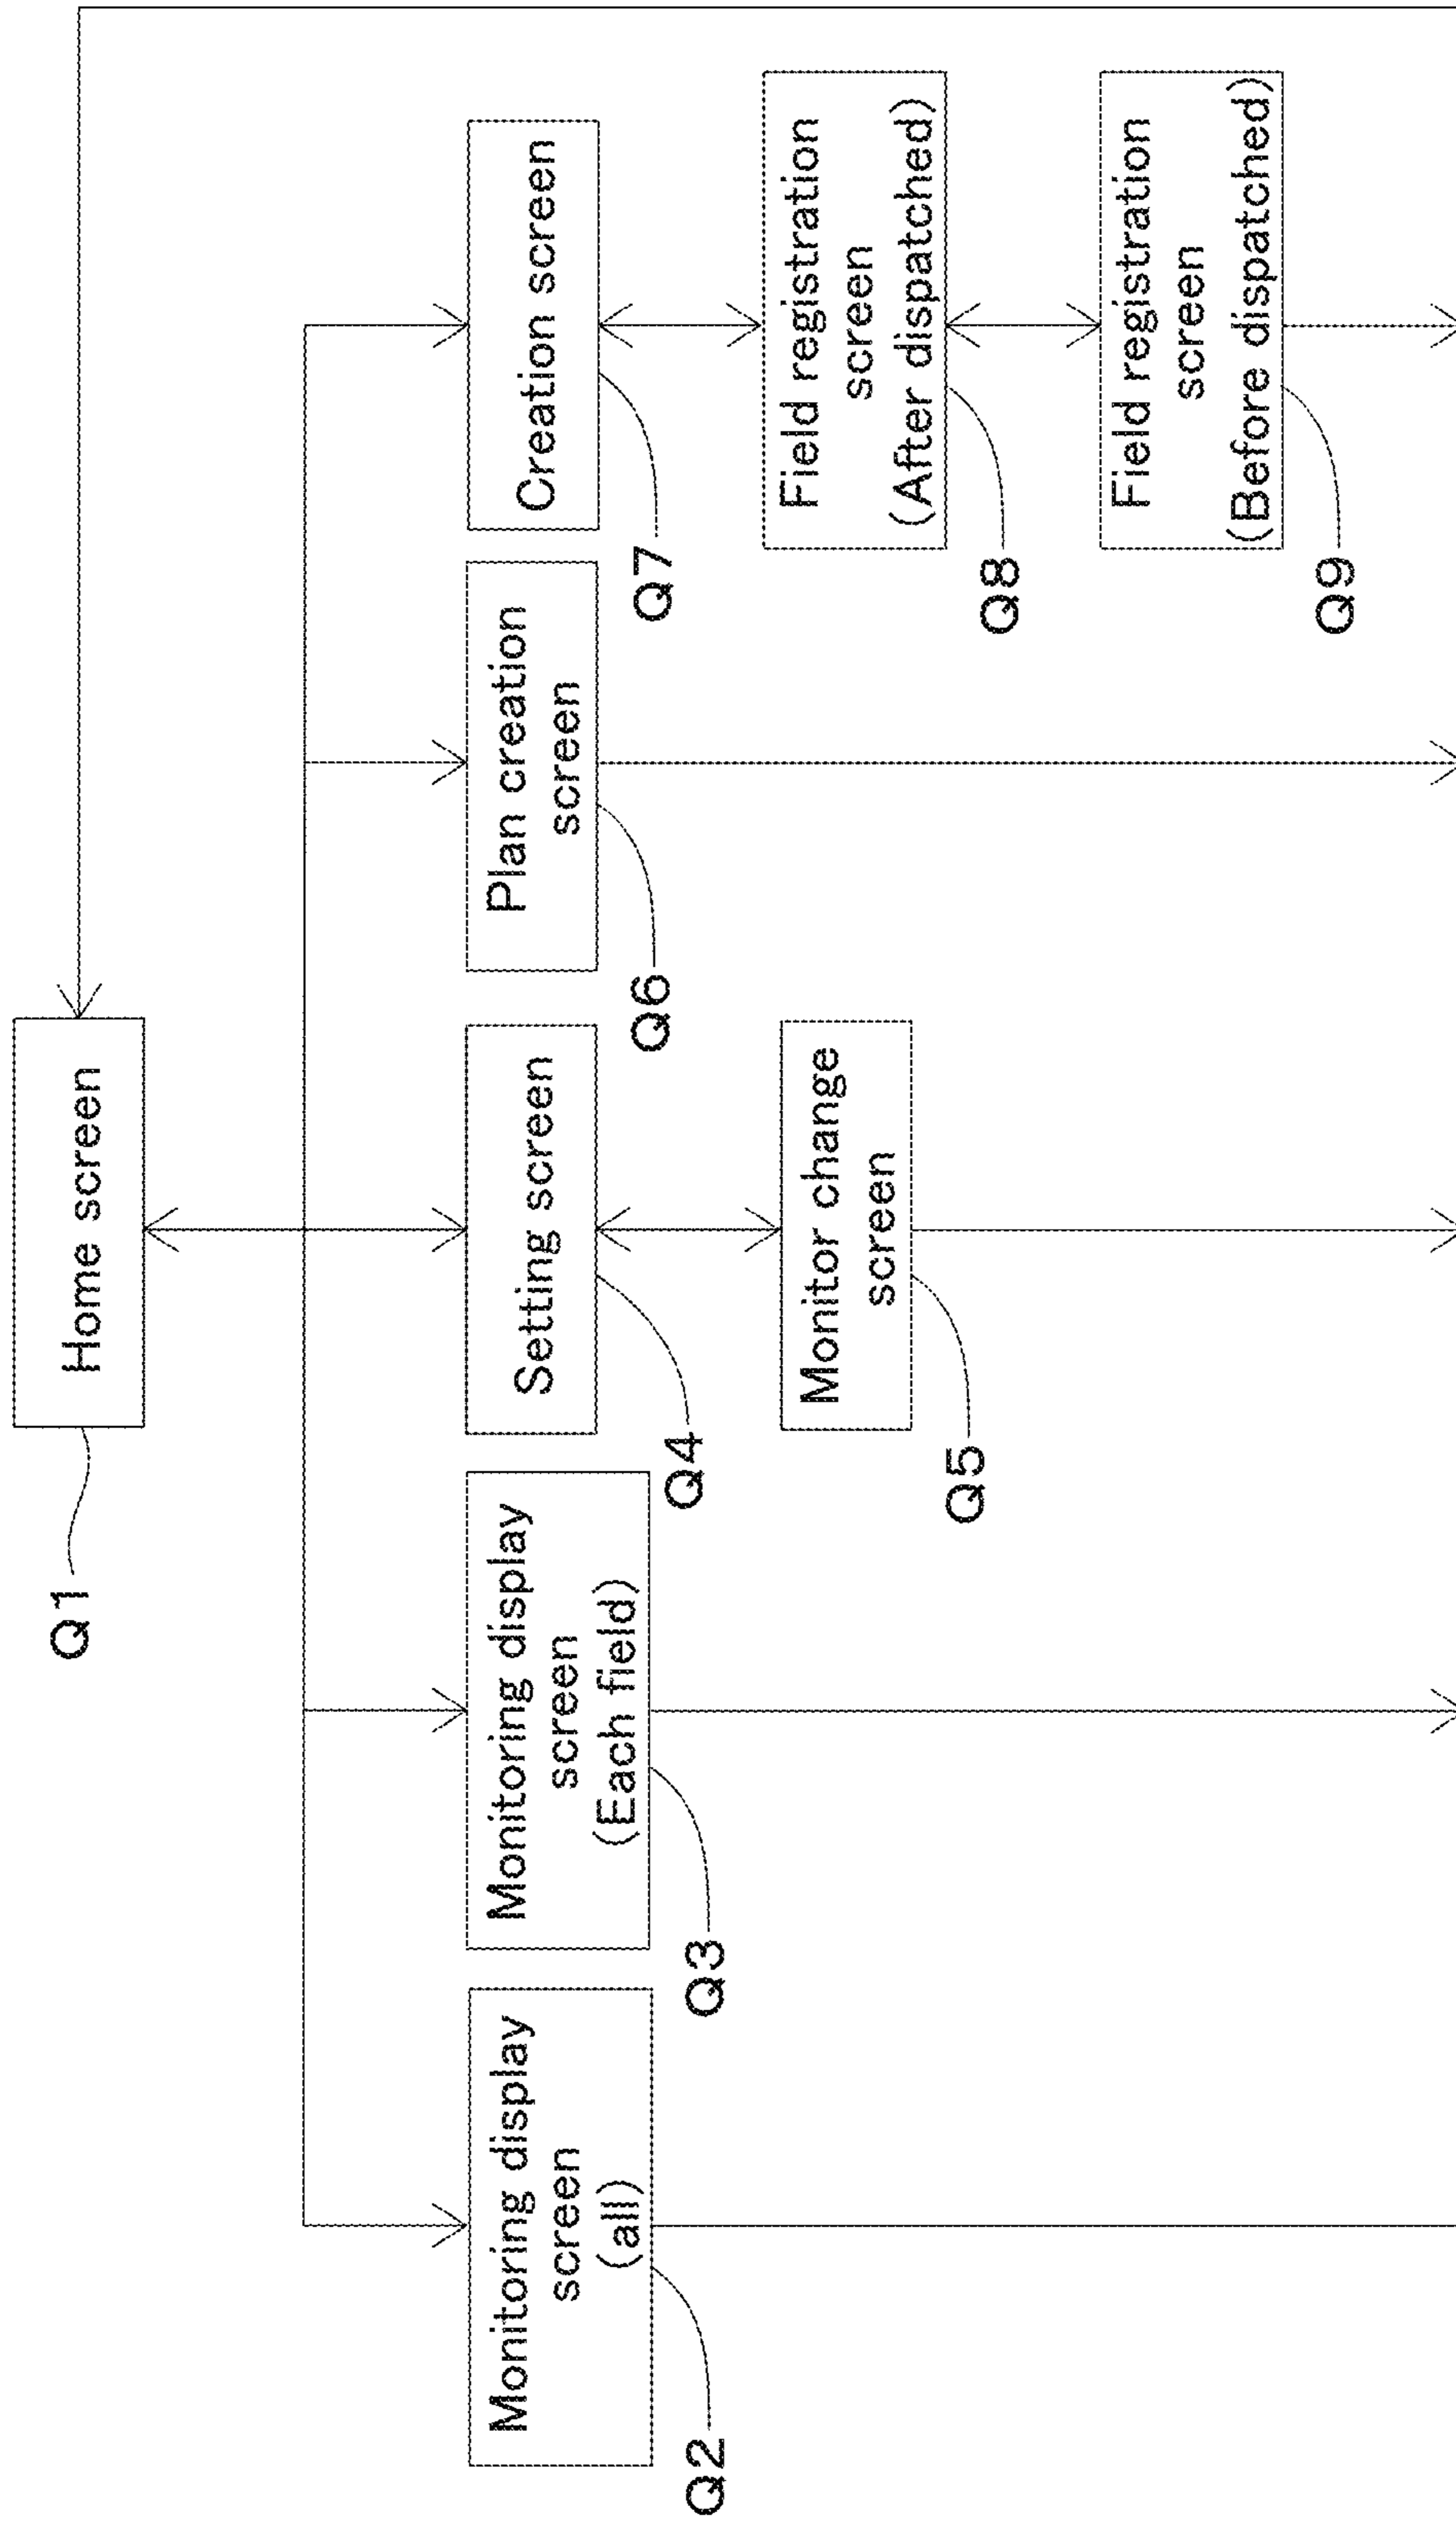 Home screen
Q1
Monitoring display
screen
(all)
Q2
Monitoring display
screen
(Each field)
Q3
Setting screen
Q4
Monitor change
screen
Q5
Plan creation
screen
Q6
Creation screen
Q7
Field registration
screen
(After dispatched)
Q8
Field registration
screen
(Before dispatched)
Q9